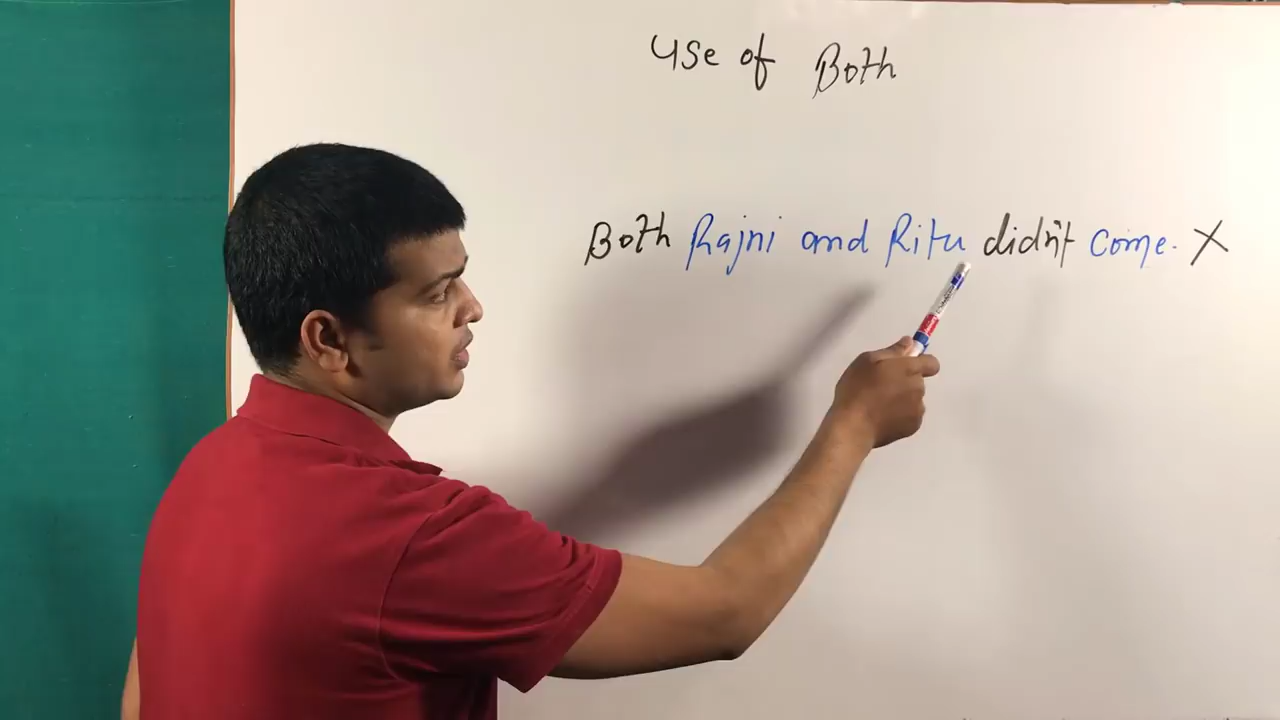 Use of Both
Both Rajni and Ritu didn't come. X